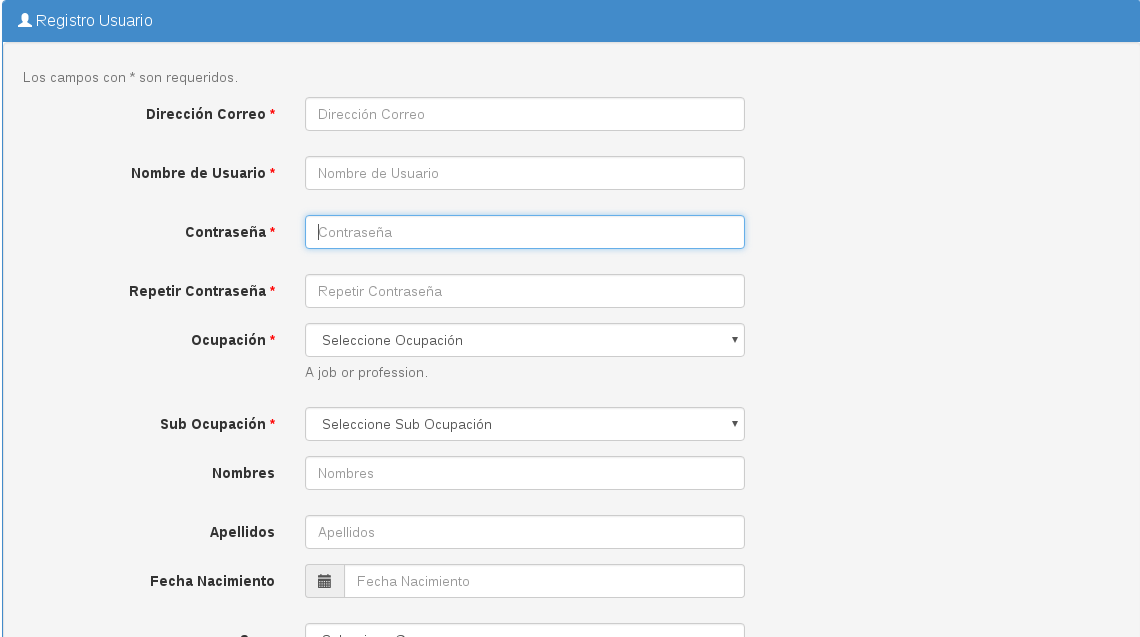 Registro Usuario
Los campos con * son requeridos.
Dirección Correo *
Dirección Correo
Nombre de Usuario *
Nombre de Usuario
Contraseña *
Contraseña
Repetir Contraseña *
Repetir Contraseña
Ocupación *
Seleccione Ocupación
A job or profession.
Sub Ocupación *
Seleccione Sub Ocupación
Nombres
Nombres
Apellidos
Apellidos
Fecha Nacimiento
Fecha Nacimiento